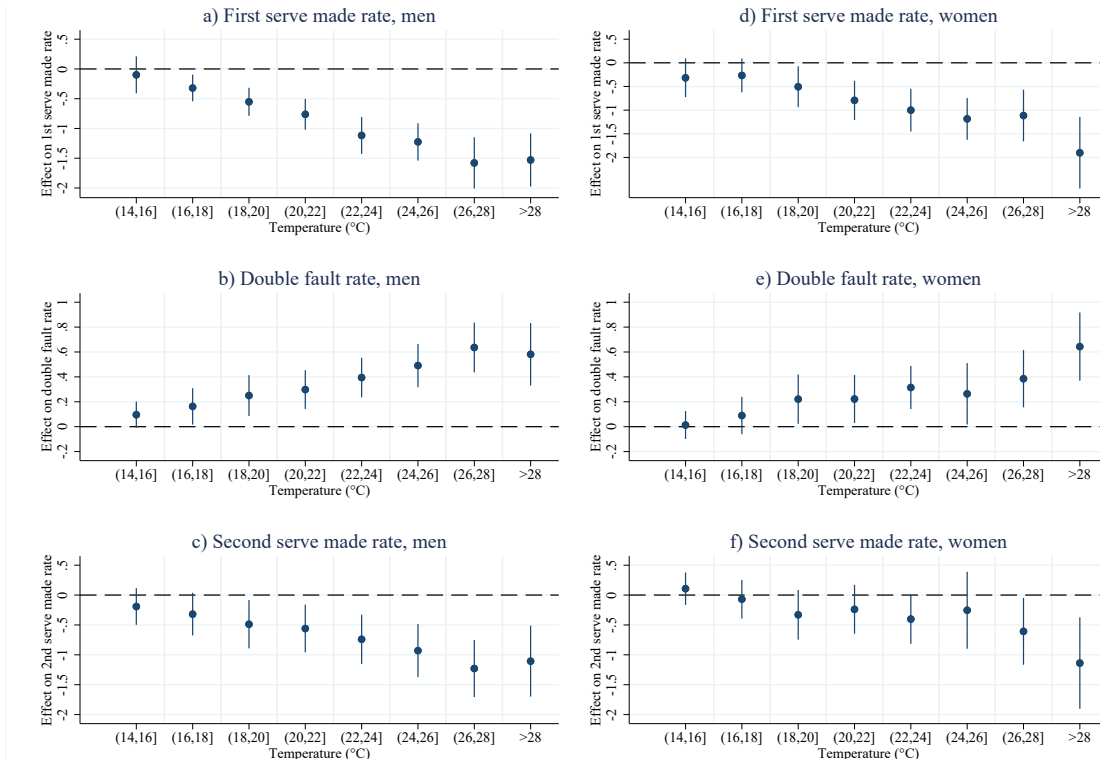 a) First serve made rate, men
Effect on 1st serve made rate
.5
0
-.5
-1
-1.5
-2
(14,16] (16,18] (18,20] (20,22] (22,24] (24,26] (26,28] >28
Temperature (°C)
d) First serve made rate, women
Effect on 1st serve made rate
0
-.5
-1
-1.5
-2
(14,16] (16,18] (18,20] (20,22] (22,24] (24,26] (26,28] >28
Temperature (°C)
b) Double fault rate, men
Effect on double fault rate
1
.8
.6
.4
.2
0
-.2
(14,16] (16,18] (18,20] (20,22] (22,24] (24,26] (26,28] >28
Temperature (°C)
e) Double fault rate, women
Effect on double fault rate
1
.8
.6
.4
.2
0
-.2
(14,16] (16,18] (18,20] (20,22] (22,24] (24,26] (26,28] >28
Temperature (°C)
c) Second serve made rate, men
Effect on 2nd serve made rate
.5
0
-.5
-1
-1.5
-2
(14,16] (16,18] (18,20] (20,22] (22,24] (24,26] (26,28] >28
Temperature (°C)
f) Second serve made rate, women
Effect on 2nd serve made rate
.5
0
-.5
-1
-1.5
-2
(14,16] (16,18] (18,20] (20,22] (22,24] (24,26] (26,28] >28
Temperature (°C)